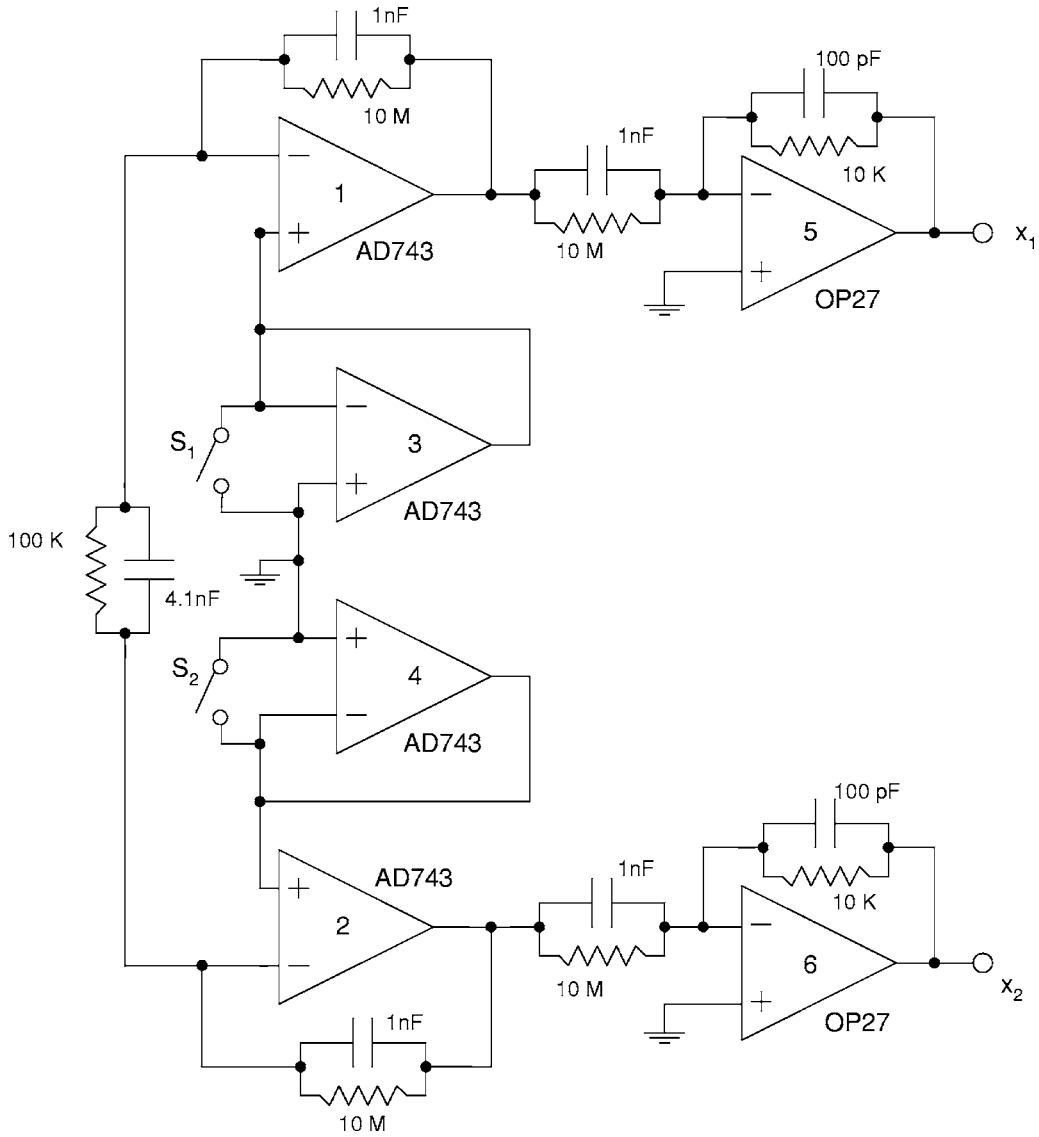 1nF
10 M
1
−
+
AD743
1nF
10 M
100 pF
10 K
−
5
+
OP27
x1
S1
−
3
+
AD743
100 K
4.1nF
S2
+
4
−
AD743
AD743
+
2
−
1nF
10 M
1nF
10 M
100 pF
10 K
−
6
+
OP27
x2